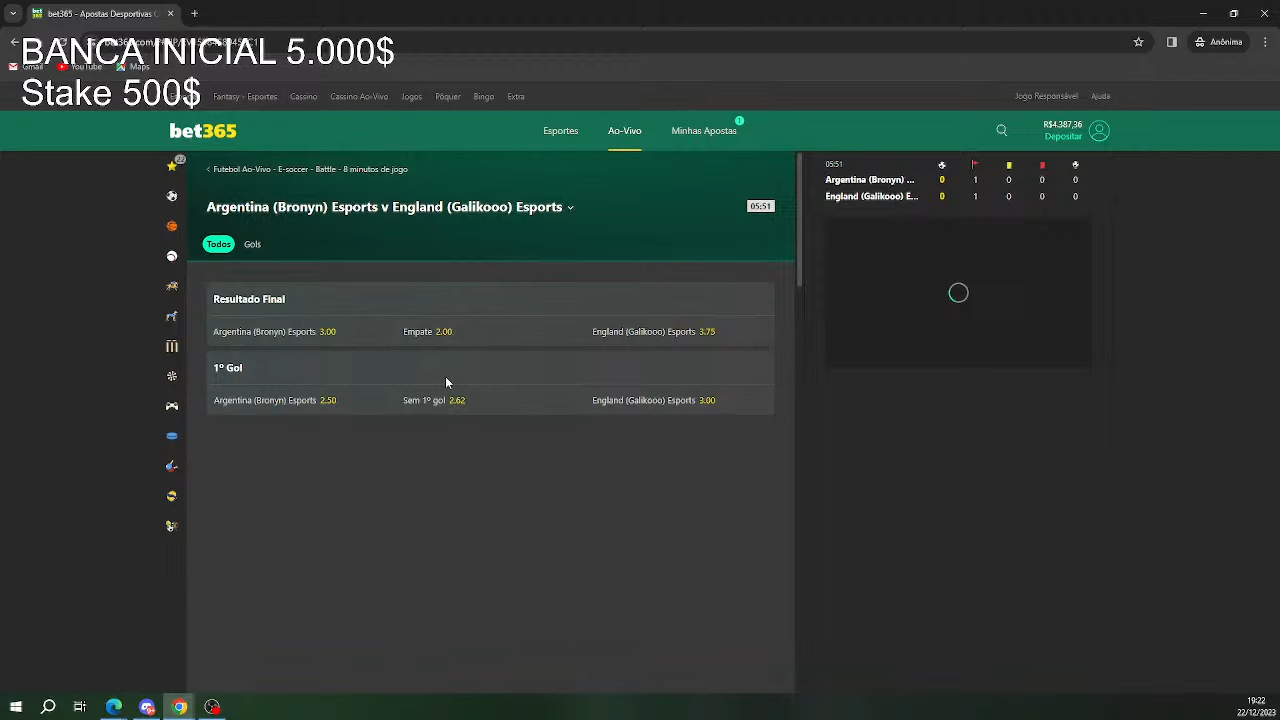 bet365 - Apostas Desportivas
BANCA INICIAL 5.000$
Anônima
Gmail
YouTube
Maps
Stake 500$
Fantasy - Esportes
Cassino
Cassino Ao-Vivo
Jogos
Pôquer
Bingo
Extra
Jogo Responsável
Ajuda
bet365
Esportes
Ao-Vivo
Minhas Apostas
1
R$4.387,36
Depositar
22
Futebol Ao-Vivo - E-soccer - Battle - 8 minutos de jogo
Argentina (Bronyn) Esports v England (Galikooo) Esports
05:51
Todos
Gols
Resultado Final
Argentina (Bronyn) Esports 3.00
Empate 2.00
England (Galikooo) Esports 3.75
1º Gol
Argentina (Bronyn) Esports 2.50
Sem 1º gol 2.62
England (Galikooo) Esports 3.00
05:51
Argentina (Bronyn) ... 0 1 0 0 0
England (Galikooo) E... 0 1 0 0 0
19:22
22/12/2023